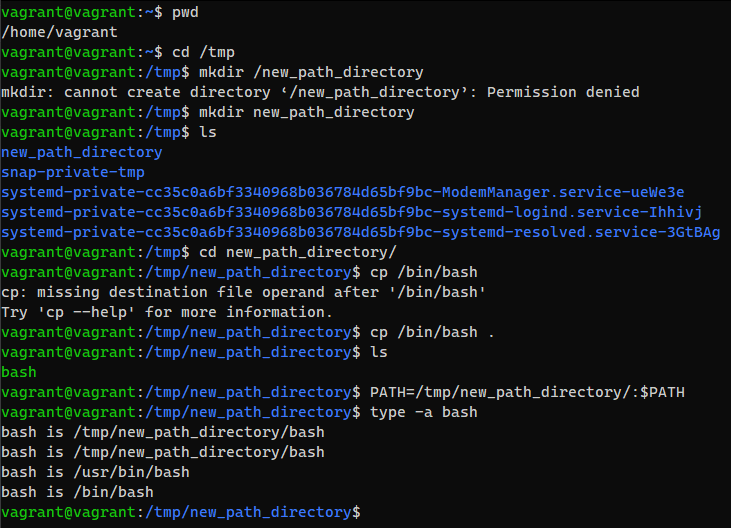 vagrant@vagrant:~$ pwd
/home/vagrant
vagrant@vagrant:~$ cd /tmp
vagrant@vagrant:/tmp$ mkdir /new_path_directory
mkdir: cannot create directory ‘/new_path_directory’: Permission denied
vagrant@vagrant:/tmp$ mkdir new_path_directory
vagrant@vagrant:/tmp$ ls
new_path_directory
snap-private-tmp
systemd-private-cc35c0a6bf3340968b036784d65bf9bc-ModemManager.service-ueWe3e
systemd-private-cc35c0a6bf3340968b036784d65bf9bc-systemd-logind.service-Ihhivj
systemd-private-cc35c0a6bf3340968b036784d65bf9bc-systemd-resolved.service-3GtBAg
vagrant@vagrant:/tmp$ cd new_path_directory/
vagrant@vagrant:/tmp/new_path_directory$ cp /bin/bash
cp: missing destination file operand after '/bin/bash'
Try 'cp --help' for more information.
vagrant@vagrant:/tmp/new_path_directory$ cp /bin/bash .
vagrant@vagrant:/tmp/new_path_directory$ ls
bash
vagrant@vagrant:/tmp/new_path_directory$ PATH=/tmp/new_path_directory/:$PATH
vagrant@vagrant:/tmp/new_path_directory$ type -a bash
bash is /tmp/new_path_directory/bash
bash is /tmp/new_path_directory/bash
bash is /usr/bin/bash
bash is /bin/bash
vagrant@vagrant:/tmp/new_path_directory$